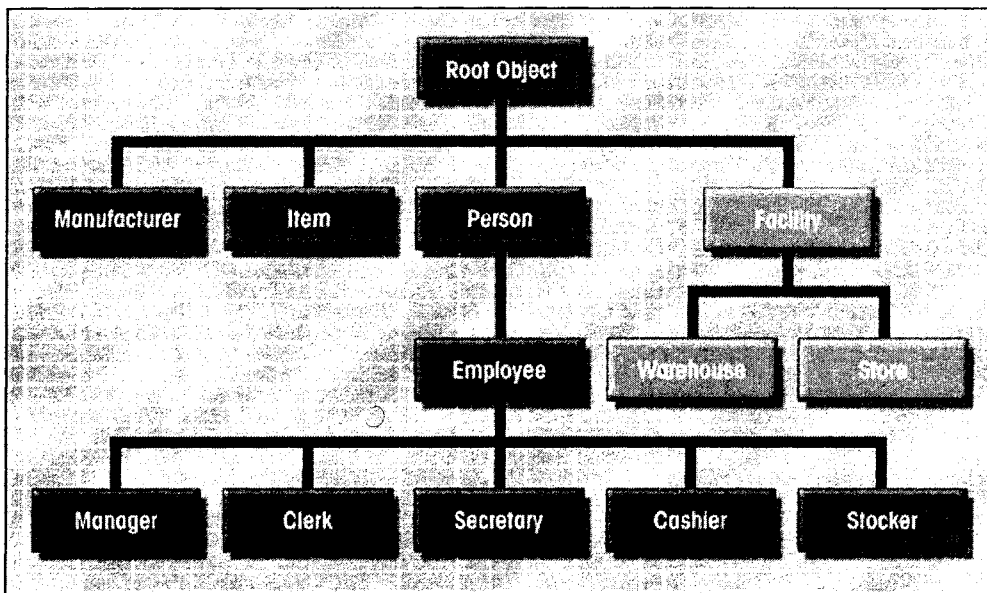 Root Object
Manufacturer
Item
Person
Facility
Employee
Warehouse
Store
Manager
Clerk
Secretary
Cashier
Stocker